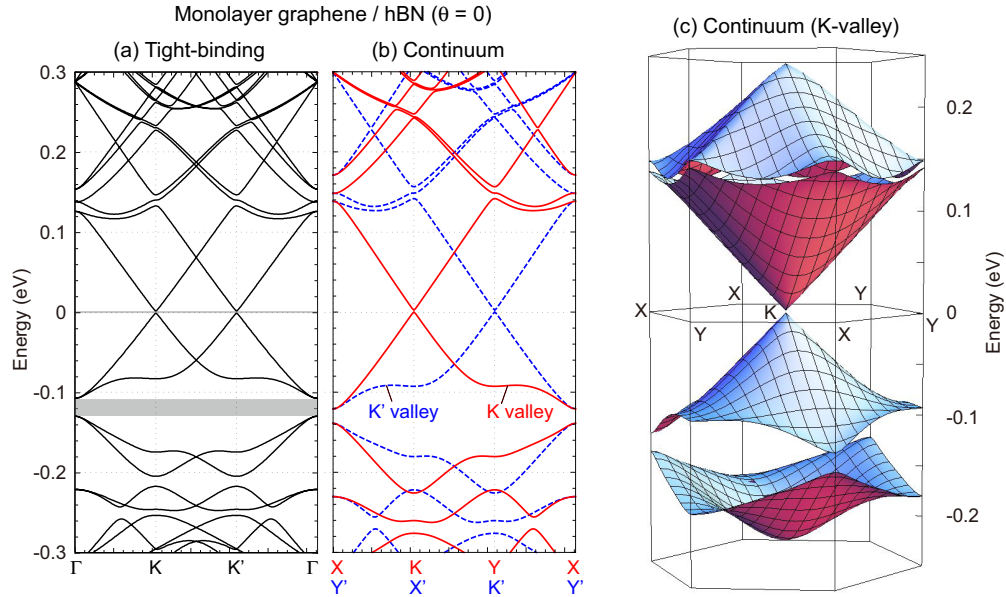 Monolayer graphene / hBN (θ = 0)
(a) Tight-binding
(b) Continuum
(c) Continuum (K-valley)
Energy (eV)
0.3
0.2
0.1
0
-0.1
-0.2
-0.3
Γ K K' Γ
K' valley
K valley
X K Y X
Y' X' K' Y'
0.2
0.1
0
-0.1
-0.2
Energy (eV)
X Y
X K Y
Y X